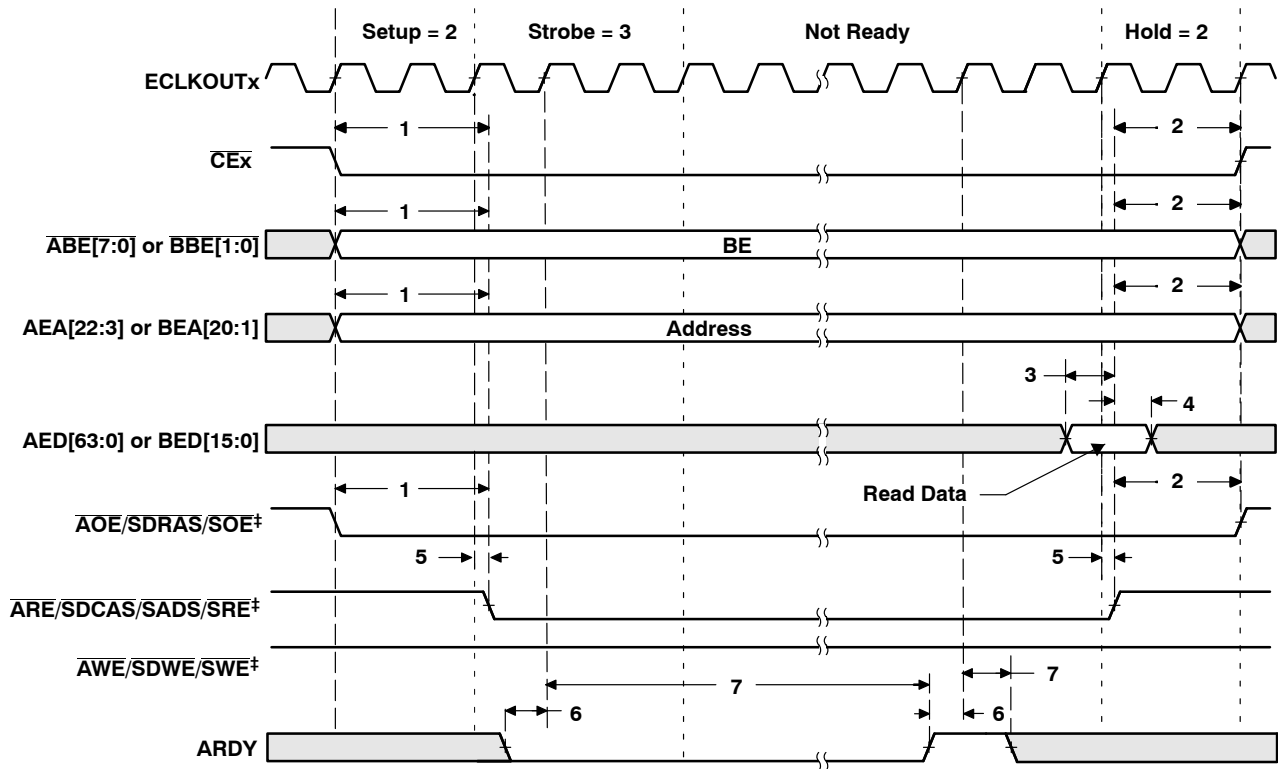 Setup = 2 Strobe = 3 Not Ready Hold = 2
ECLKOUTx
1 2
CEx
1 2
ABE[7:0] or BBE[1:0] BE
1 2
AEA[22:3] or BEA[20:1] Address
3
4
AED[63:0] or BED[15:0]
1 Read Data 2
AOE/SDRAS/SOE‡
5 5
ARE/SDCAS/SADS/SRE‡
AWE/SDWE/SWE‡
7 7
6 6
ARDY